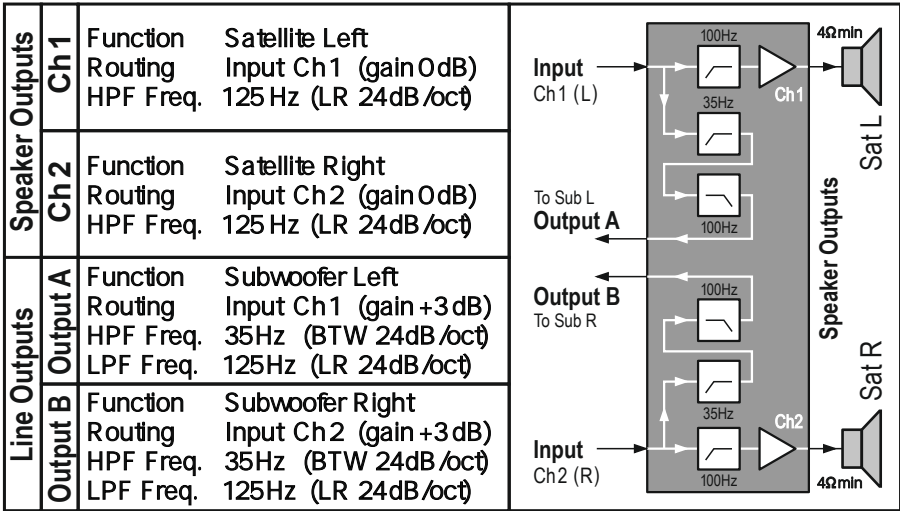 Speaker Outputs
Ch 1
Function Satellite Left
Routing Input Ch1 (gain 0dB)
HPF Freq. 125Hz (LR 24dB/oct)
Ch 2
Function Satellite Right
Routing Input Ch2 (gain 0dB)
HPF Freq. 125Hz (LR 24dB/oct)
Line Outputs
Output A
Function Subwoofer Left
Routing Input Ch1 (gain +3dB)
HPF Freq. 35Hz (BTW 24dB/oct)
LPF Freq. 125Hz (LR 24dB/oct)
Output B
Function Subwoofer Right
Routing Input Ch2 (gain +3dB)
HPF Freq. 35Hz (BTW 24dB/oct)
LPF Freq. 125Hz (LR 24dB/oct)
100Hz
4Ωmin
Input
Ch1 (L)
Ch1
35Hz
Sat L
To Sub L
Output A
100Hz
Speaker Outputs
Output B
To Sub R
100Hz
Sat R
35Hz
Ch2
Input
Ch2 (R)
100Hz
4Ωmin